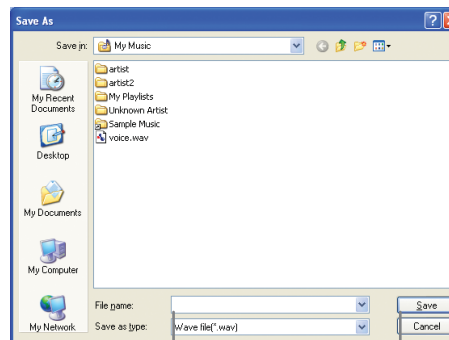 Save As
Save in:
My Music
My Recent
Documents
Desktop
My Documents
My Computer
My Network
artist
artist2
My Playlists
Unknown Artist
Sample Music
voice.wav
File name:
Save
Save as type:
Wave file(*.wav)
Cancel